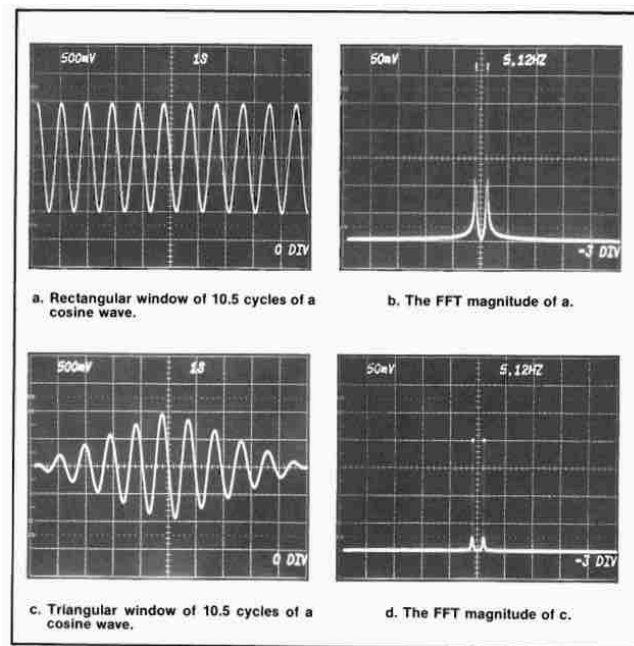 500mV 1S
0 DIV
50mV 5.12HZ
-3 DIV
a. Rectangular window of 10.5 cycles of a
cosine wave.
b. The FFT magnitude of a.
500mV 1S
0 DIV
50mV 5.12HZ
-3 DIV
c. Triangular window of 10.5 cycles of a
cosine wave.
d. The FFT magnitude of c.